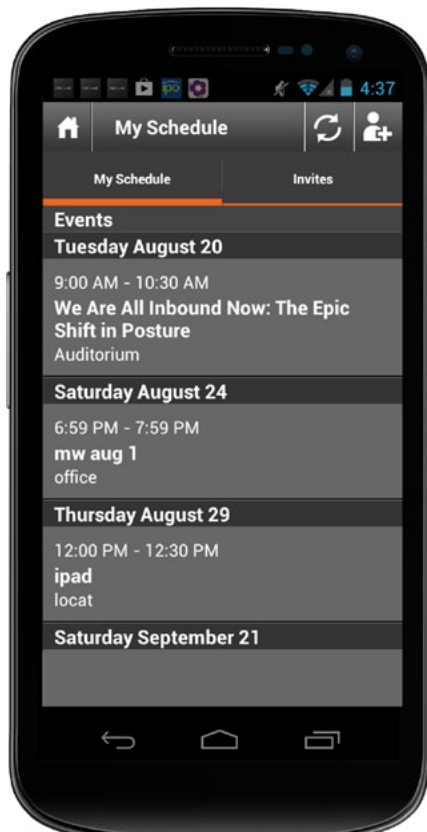 ipo
4:37
My Schedule
My Schedule
Invites
Events
Tuesday August 20
9:00 AM - 10:30 AM
We Are All Inbound Now: The Epic
Shift in Posture
Auditorium
Saturday August 24
6:59 PM - 7:59 PM
mw aug 1
office
Thursday August 29
12:00 PM - 12:30 PM
ipad
locat
Saturday September 21